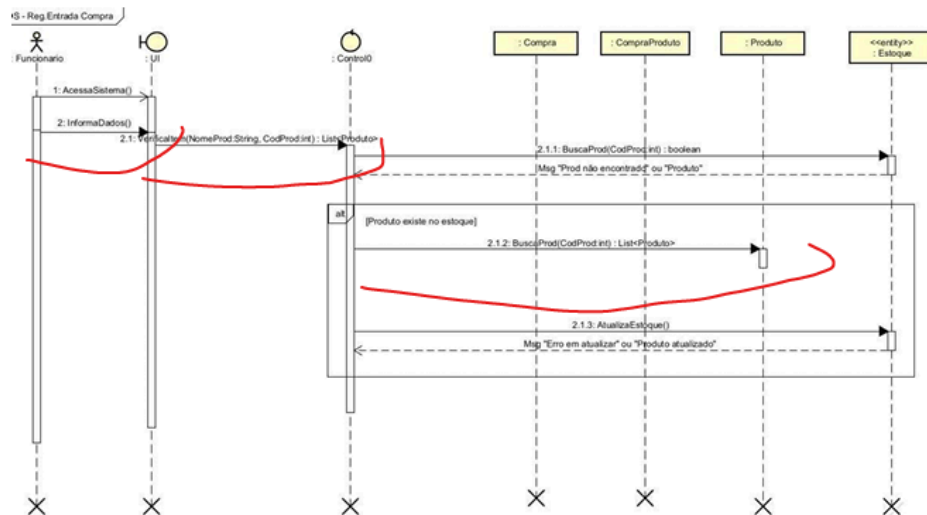 DS - Reg.Entrada Compra
: Funcionario
: UI
: Control0
: Compra
: CompraProduto
: Produto
<<entity>>
: Estoque
1: AcessaSistema()
2: InformaDados()
2.1: VerificaItem(NomeProd:String, CodProd:int) : List<Produto>
2.1.1: BuscaProd(CodProd:int) : boolean
Msg "Prod não encontrado" ou "Produto"
alt
[Produto existe no estoque]
2.1.2: BuscaProd(CodProd:int) : List<Produto>
2.1.3: AtualizaEstoque()
Msg "Erro em atualizar" ou "Produto atualizado"